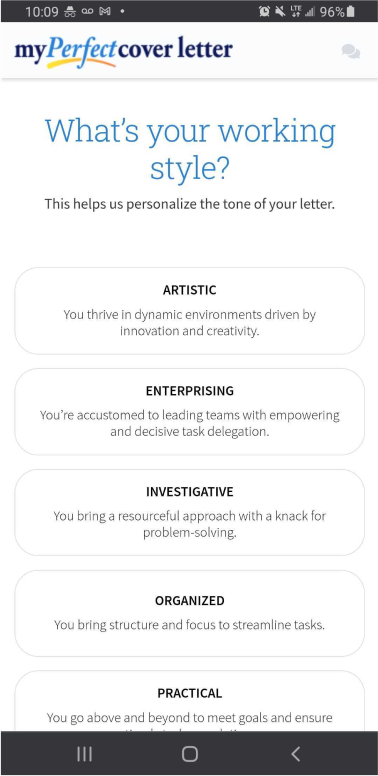 10:09
LTE
96%
myPerfect cover letter
What's your working
style?
This helps us personalize the tone of your letter.
ARTISTIC
You thrive in dynamic environments driven by
innovation and creativity.
ENTERPRISING
You're accustomed to leading teams with empowering
and decisive task delegation.
INVESTIGATIVE
You bring a resourceful approach with a knack for
problem-solving.
ORGANIZED
You bring structure and focus to streamline tasks.
PRACTICAL
You go above and beyond to meet goals and ensure